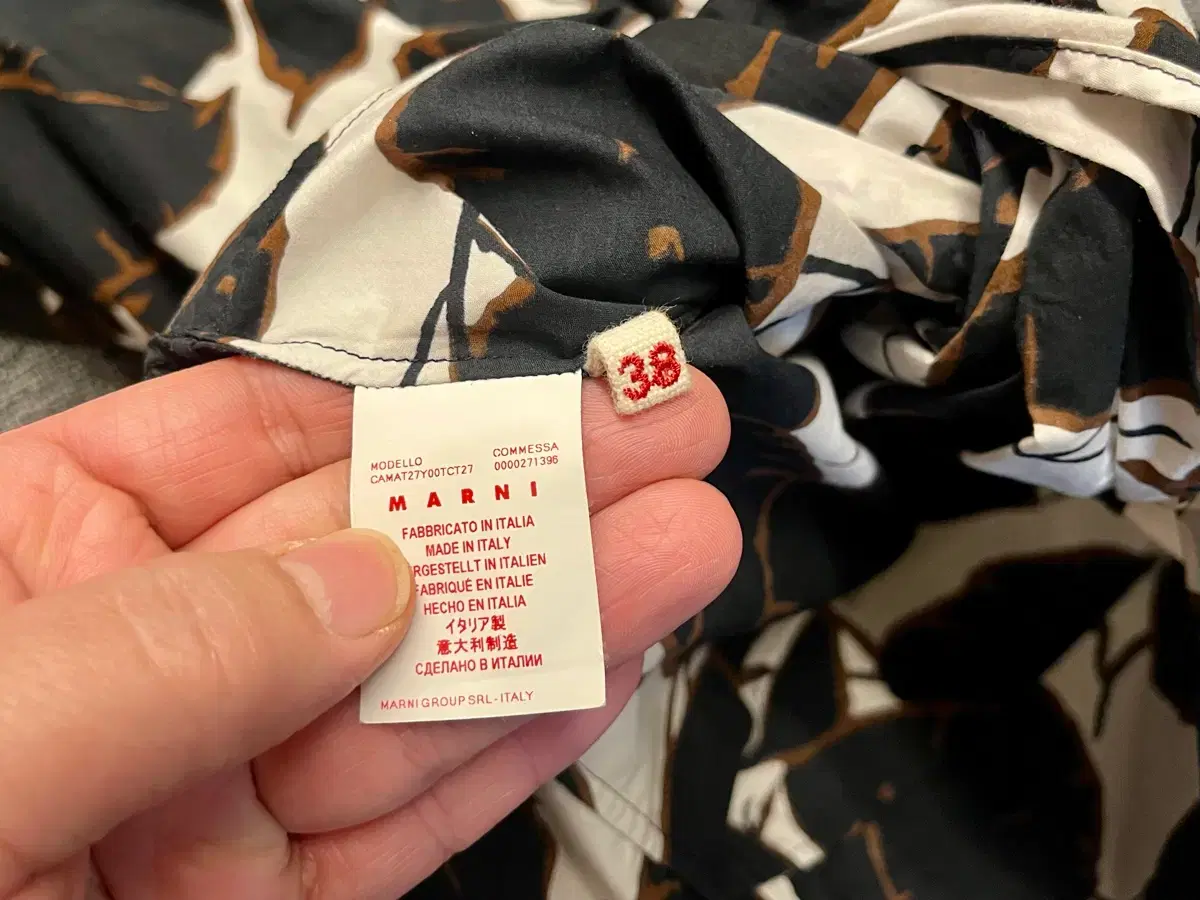 38
MODELLO COMMESSA
CAMAT27Y00TCT27 0000271396
MARNI
FABBRICATO IN ITALIA
MADE IN ITALY
RGESTELLT IN ITALIEN
FABRIQUÉ EN ITALIE
HECHO EN ITALIA
イタリア製
意大利制造
СДЕЛАНО В ИТАЛИИ
MARNI GROUP SRL - ITALY